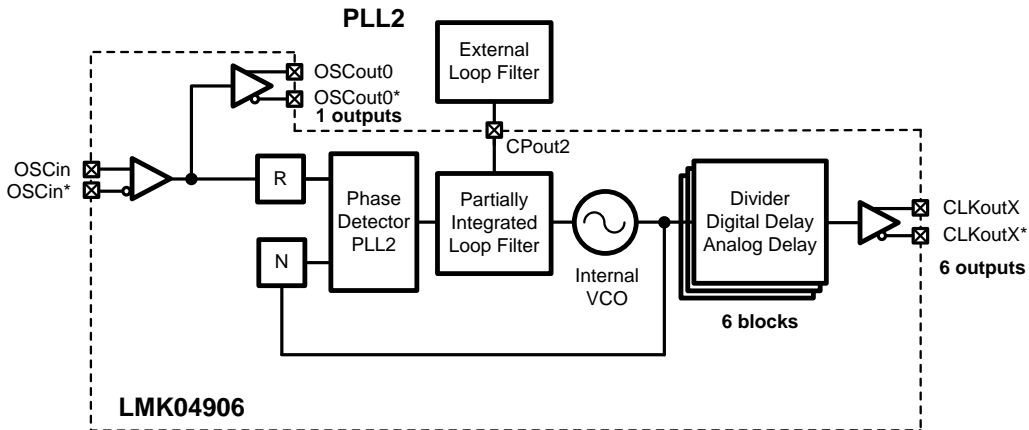 PLL2
External
Loop Filter
OSCout0
OSCout0*
1 outputs
CPout2
OSCin
OSCin*
R
N
Phase
Detector
PLL2
Partially
Integrated
Loop Filter
Internal
VCO
Divider
Digital Delay
Analog Delay
6 blocks
CLKoutX
CLKoutX*
6 outputs
LMK04906